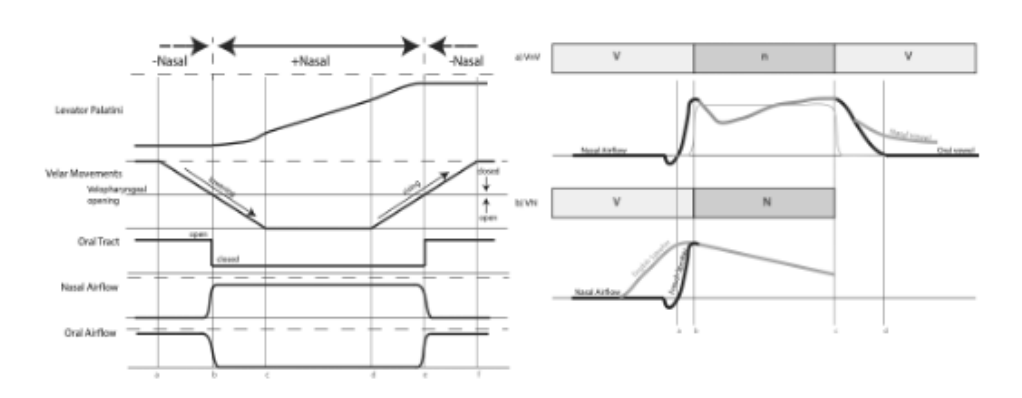 -Nasal +Nasal -Nasal
Levator Palatini
Velar Movements
Velopharyngeal
opening
lowering
rising
closed
open
Oral Tract
open
closed
Nasal Airflow
Oral Airflow
a b c d e f
a) VnV
V n V
Nasal Airflow
Nasal vowel
Oral vowel
b) VN
V N
Nasal Airflow
a b c d